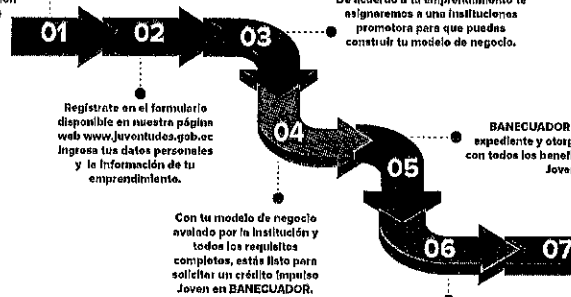 ión
De acuerdo a tu emprendimiento te
asignaremos a una instituciones
promotora para que puedas
construir tu modelo de negocio.
01
02
03
Regístrate en el formulario
disponible en nuestra página
web www.juventudes.gob.ec
Ingresa tus datos personales
y la información de tu
emprendimiento.
04
BANECUADOR
expediente y otorg
con todos los benef
Joven
05
Con tu modelo de negocio
avalado por la institución y
todos los requisitos
completos, estás listo para
solicitar un crédito Impulso
Joven en BANECUADOR.
06
07